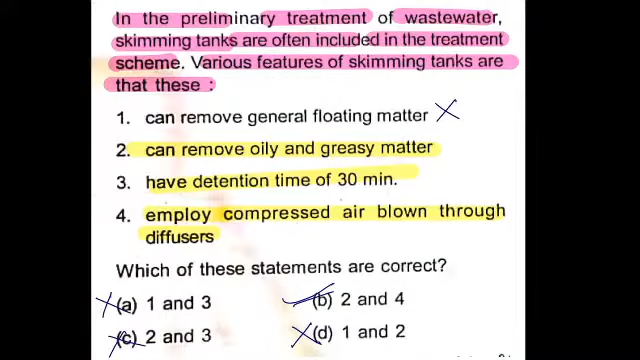 In the preliminary treatment of wastewater,
skimming tanks are often included in the treatment
scheme. Various features of skimming tanks are
that these :
1. can remove general floating matter
2. can remove oily and greasy matter
3. have detention time of 30 min.
4. employ compressed air blown through
diffusers
Which of these statements are correct?
(a) 1 and 3 (b) 2 and 4
(c) 2 and 3 (d) 1 and 2